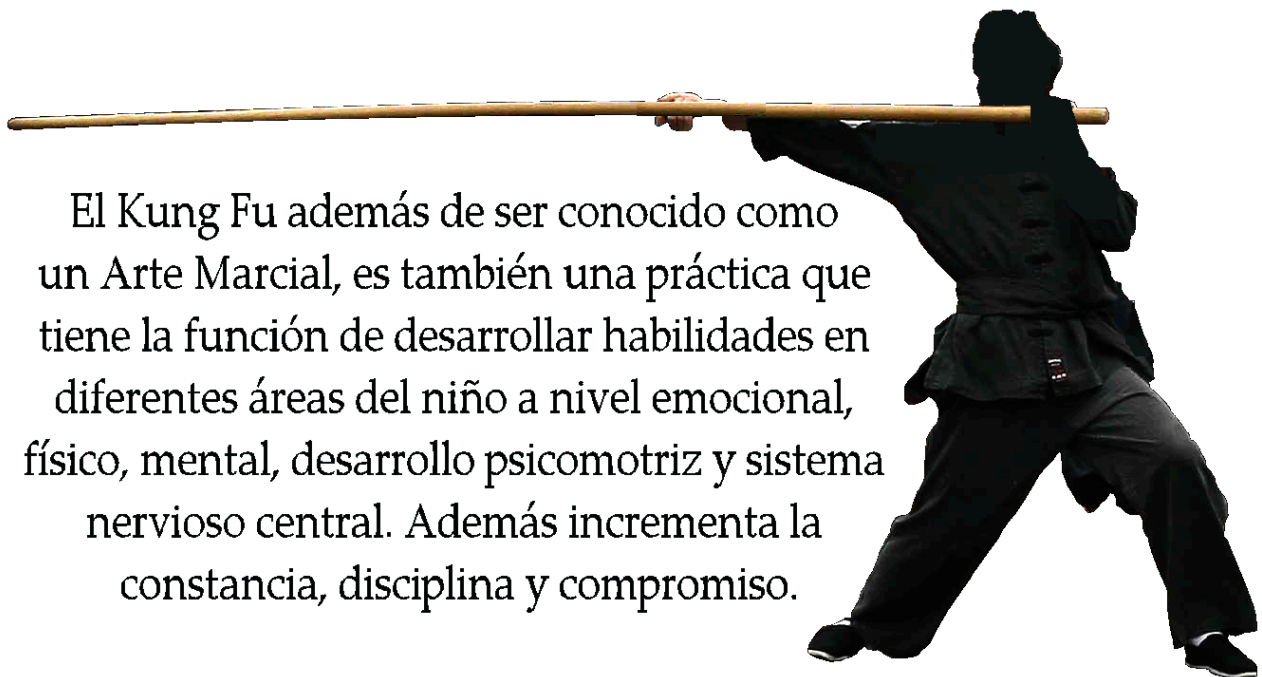 El Kung Fu además de ser conocido como
un Arte Marcial, es también una práctica que
tiene la función de desarrollar habilidades en
diferentes áreas del niño a nivel emocional,
físico, mental, desarrollo psicomotriz y sistema
nervioso central. Además incrementa la
constancia, disciplina y compromiso.